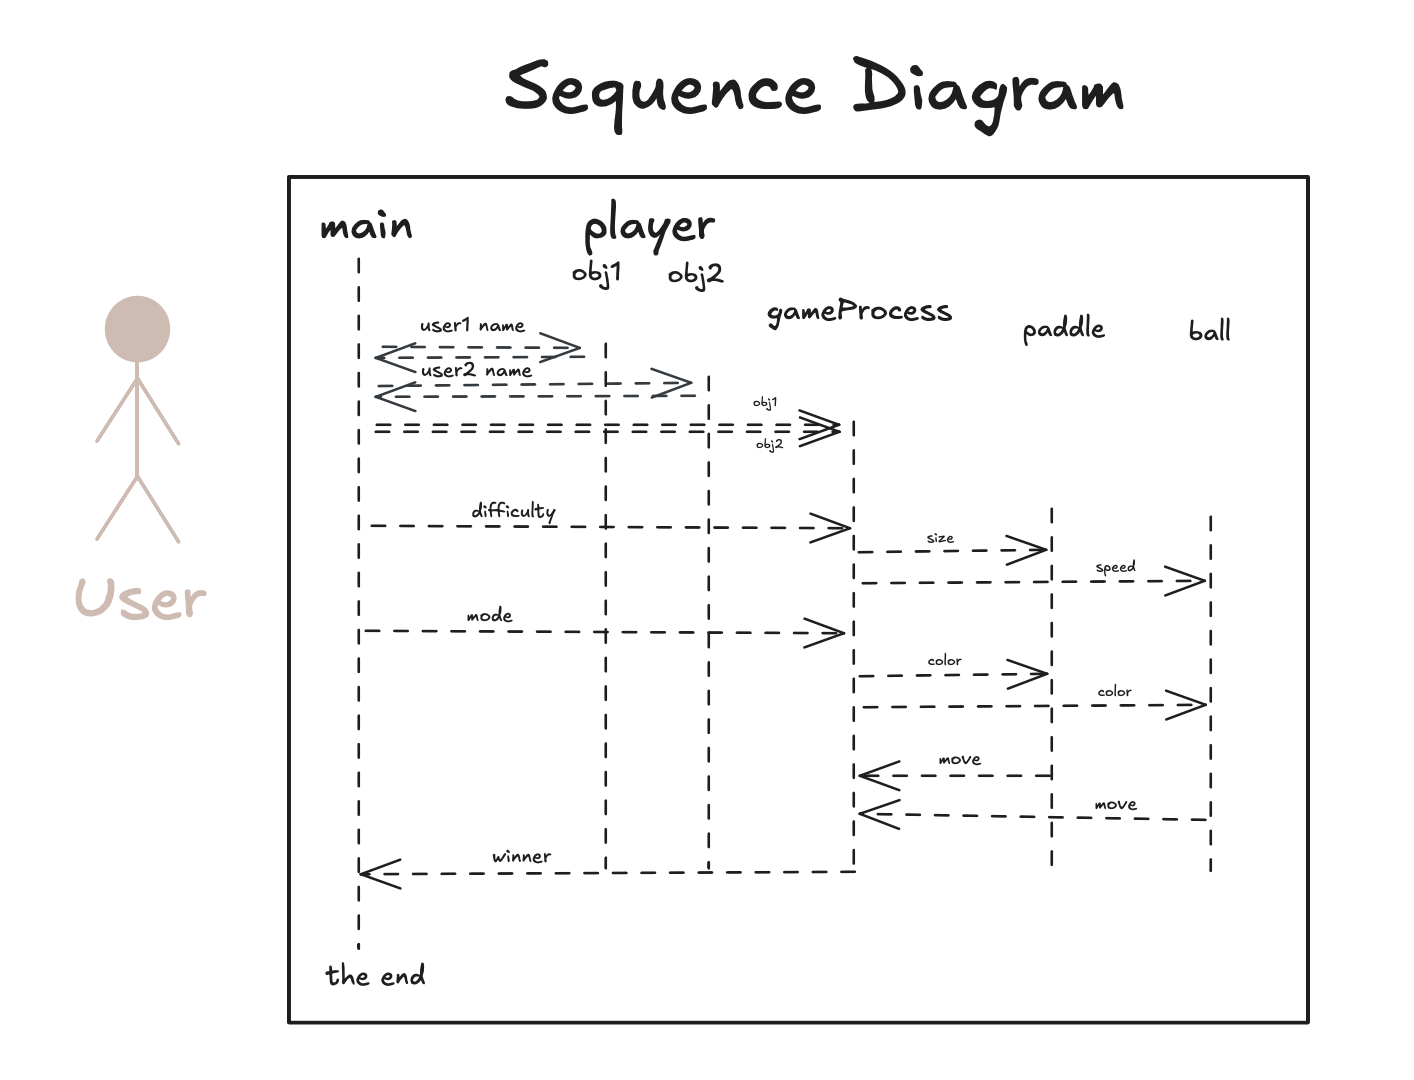 Sequence Diagram
main
player
obj1
obj2
gameProcess
paddle
ball
user1 name
user2 name
obj1
obj2
difficulty
size
speed
mode
color
color
move
move
winner
the end
User